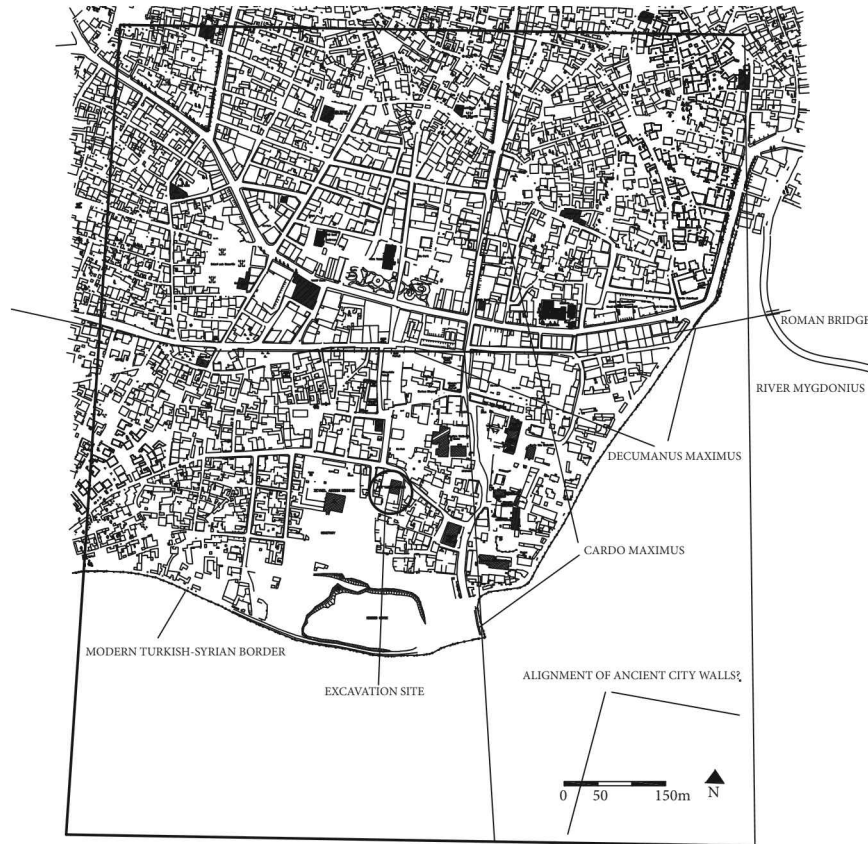 ROMAN BRIDGE
RIVER MYGDONIUS
DECUMANUS MAXIMUS
CARDO MAXIMUS
MODERN TURKISH-SYRIAN BORDER
ALIGNMENT OF ANCIENT CITY WALLS?
EXCAVATION SITE
0 50 150m
N